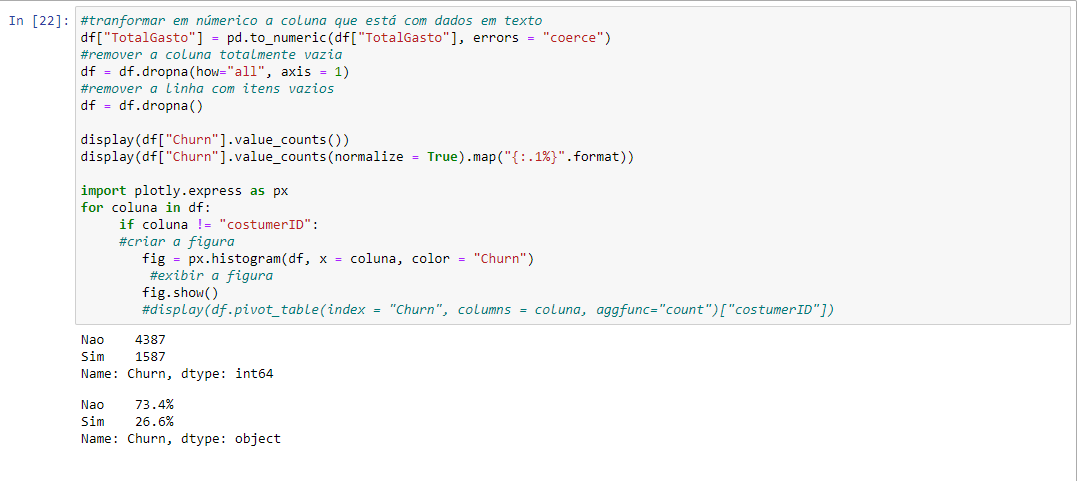 In [22]: #tranformar em númerico a coluna que está com dados em texto
df["TotalGasto"] = pd.to_numeric(df["TotalGasto"], errors = "coerce")
#remover a coluna totalmente vazia
df = df.dropna(how="all", axis = 1)
#remover a linha com itens vazios
df = df.dropna()
display(df["Churn"].value_counts())
display(df["Churn"].value_counts(normalize = True).map("{:.1%}".format))
import plotly.express as px
for coluna in df:
if coluna != "costumerID":
#criar a figura
fig = px.histogram(df, x = coluna, color = "Churn")
#exibir a figura
fig.show()
#display(df.pivot_table(index = "Churn", columns = coluna, aggfunc="count")["costumerID"])
Nao 4387
Sim 1587
Name: Churn, dtype: int64
Nao 73.4%
Sim 26.6%
Name: Churn, dtype: object